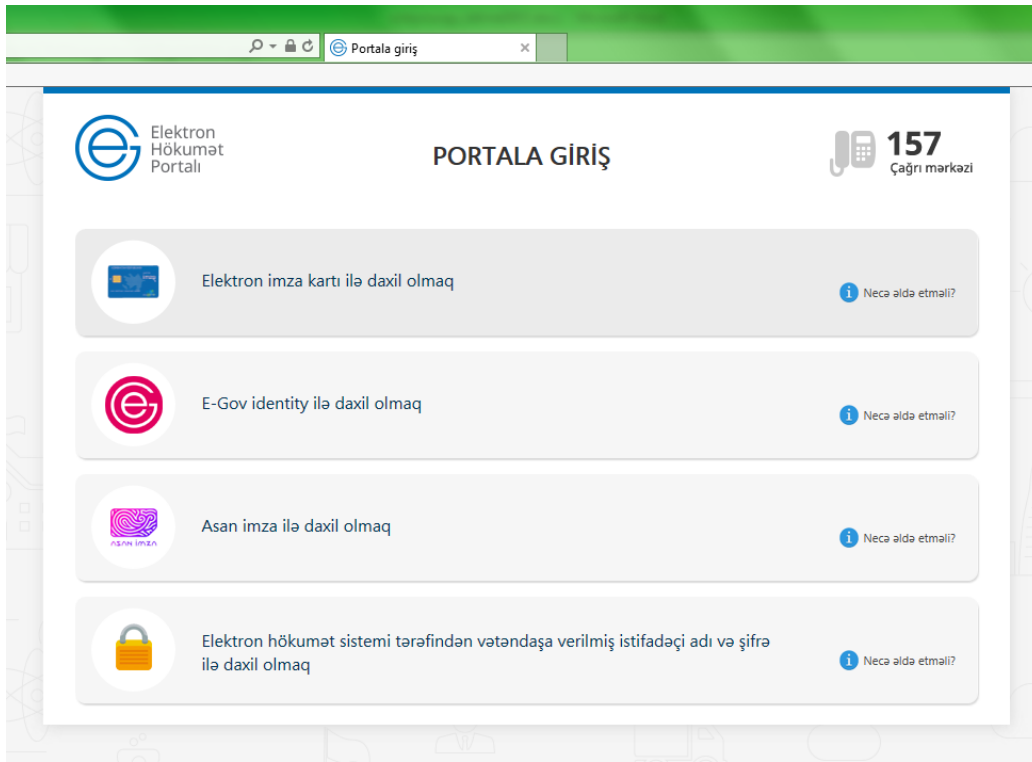 Portala giriş
Elektron
Hökumət
Portalı
PORTALA GİRİŞ
157
Çağrı mərkəzi
Elektron imza kartı ilə daxil olmaq
Necə əldə etməli?
E-Gov identity ilə daxil olmaq
Necə əldə etməli?
Asan imza ilə daxil olmaq
ASAN İMZA
Necə əldə etməli?
Elektron hökumət sistemi tərəfindən vətəndaşa verilmiş istifadəçi adı və şifrə
ilə daxil olmaq
Necə əldə etməli?